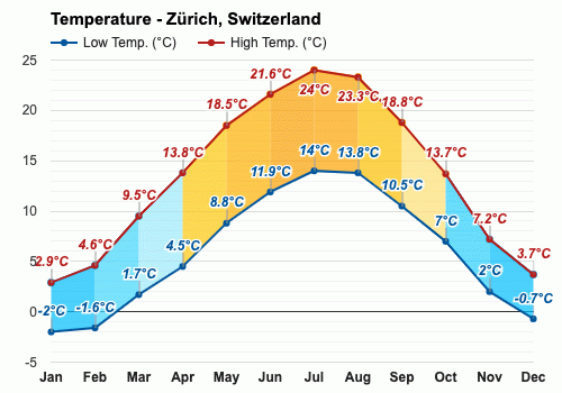 Temperature - Zürich, Switzerland
Low Temp. (°C) High Temp. (°C)
25
20
15
10
5
0
-5
2.9°C 4.6°C 9.5°C 13.8°C 18.5°C 21.6°C 24°C 23.3°C 18.8°C 13.7°C 7.2°C 3.7°C
-2°C -1.6°C 1.7°C 4.5°C 8.8°C 11.9°C 14°C 13.8°C 10.5°C 7°C 2°C -0.7°C
Jan Feb Mar Apr May Jun Jul Aug Sep Oct Nov Dec